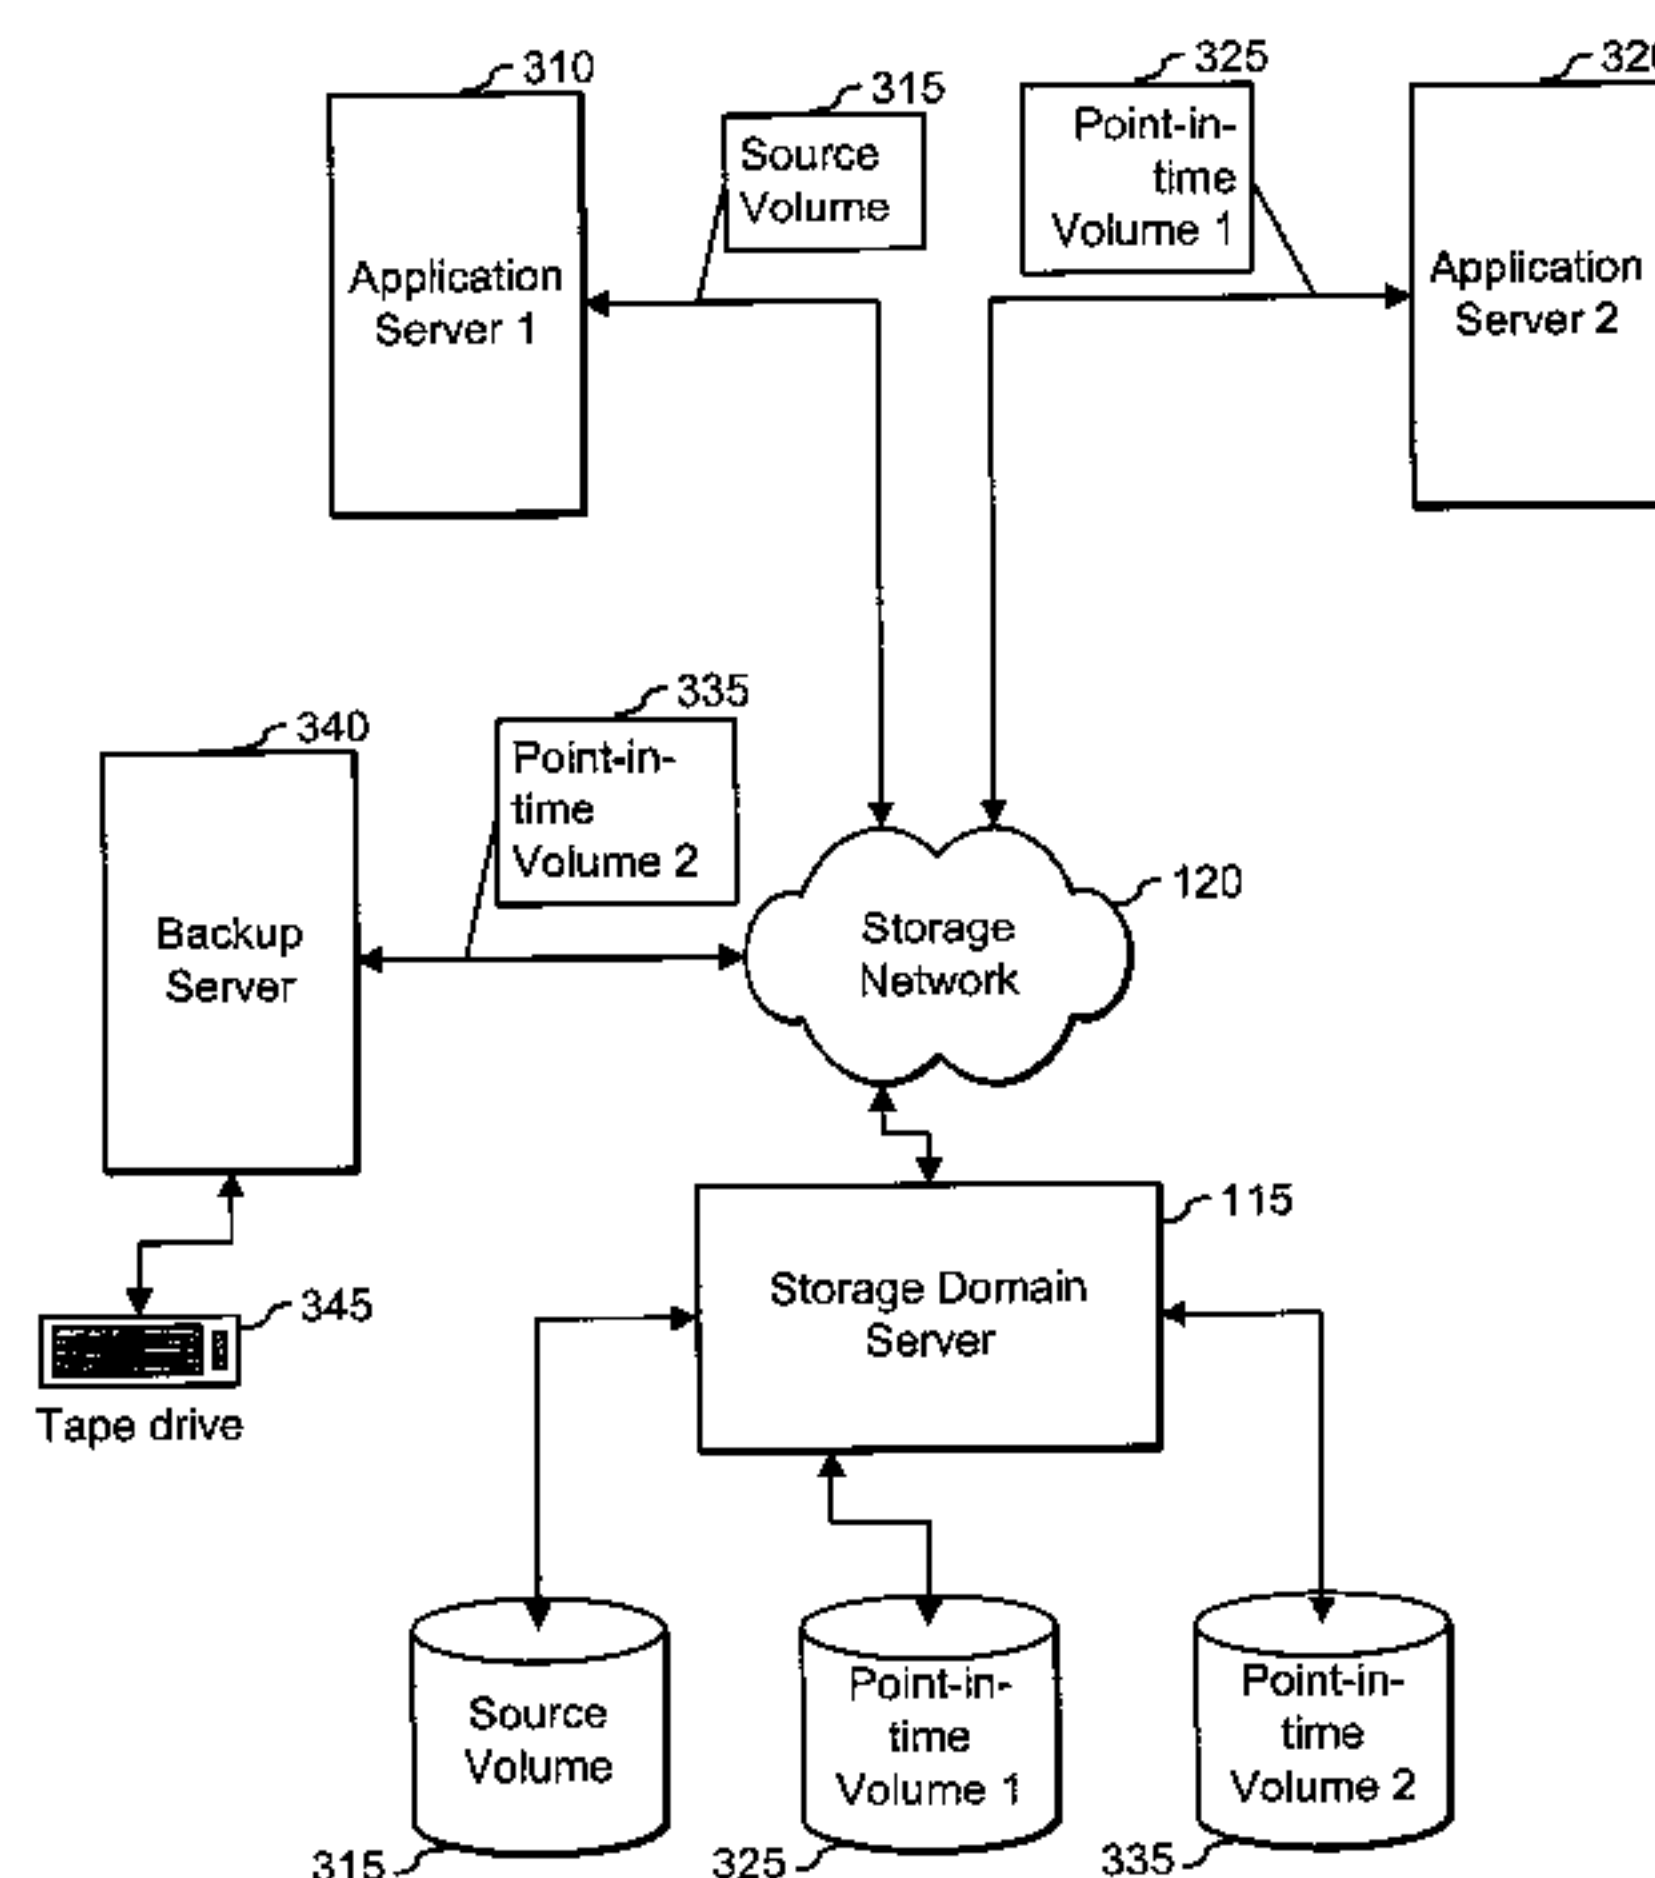 310
315
325
320
Source
Volume
Point-in-
time
Volume 1
Application
Server 1
Application
Server 2
335
340
Point-in-
time
Volume 2
120
Backup
Server
Storage
Network
115
Storage Domain
Server
345
Tape drive
Source
Volume
Point-in-
time
Volume 1
Point-in-
time
Volume 2
315
325
335